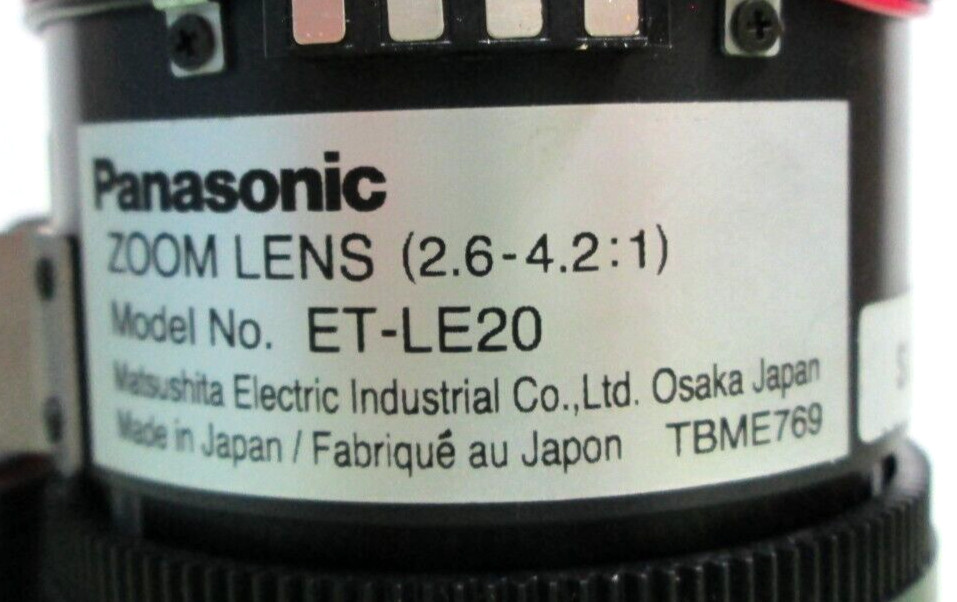 Panasonic
ZOOM LENS (2.6-4.2:1)
Model No. ET-LE20
Matsushita Electric Industrial Co.,Ltd. Osaka Japan
Made in Japan / Fabriqué au Japon TBME769